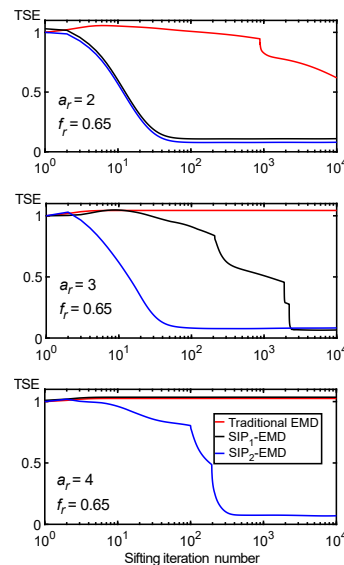 TSE
1
0.5
0
a_r = 2
f_r = 0.65
10^0 10^1 10^2 10^3 10^4
TSE
1
0.5
0
a_r = 3
f_r = 0.65
10^0 10^1 10^2 10^3 10^4
TSE
1
0.5
0
a_r = 4
f_r = 0.65
Traditional EMD
SIP_1-EMD
SIP_2-EMD
10^0 10^1 10^2 10^3 10^4
Sifting iteration number